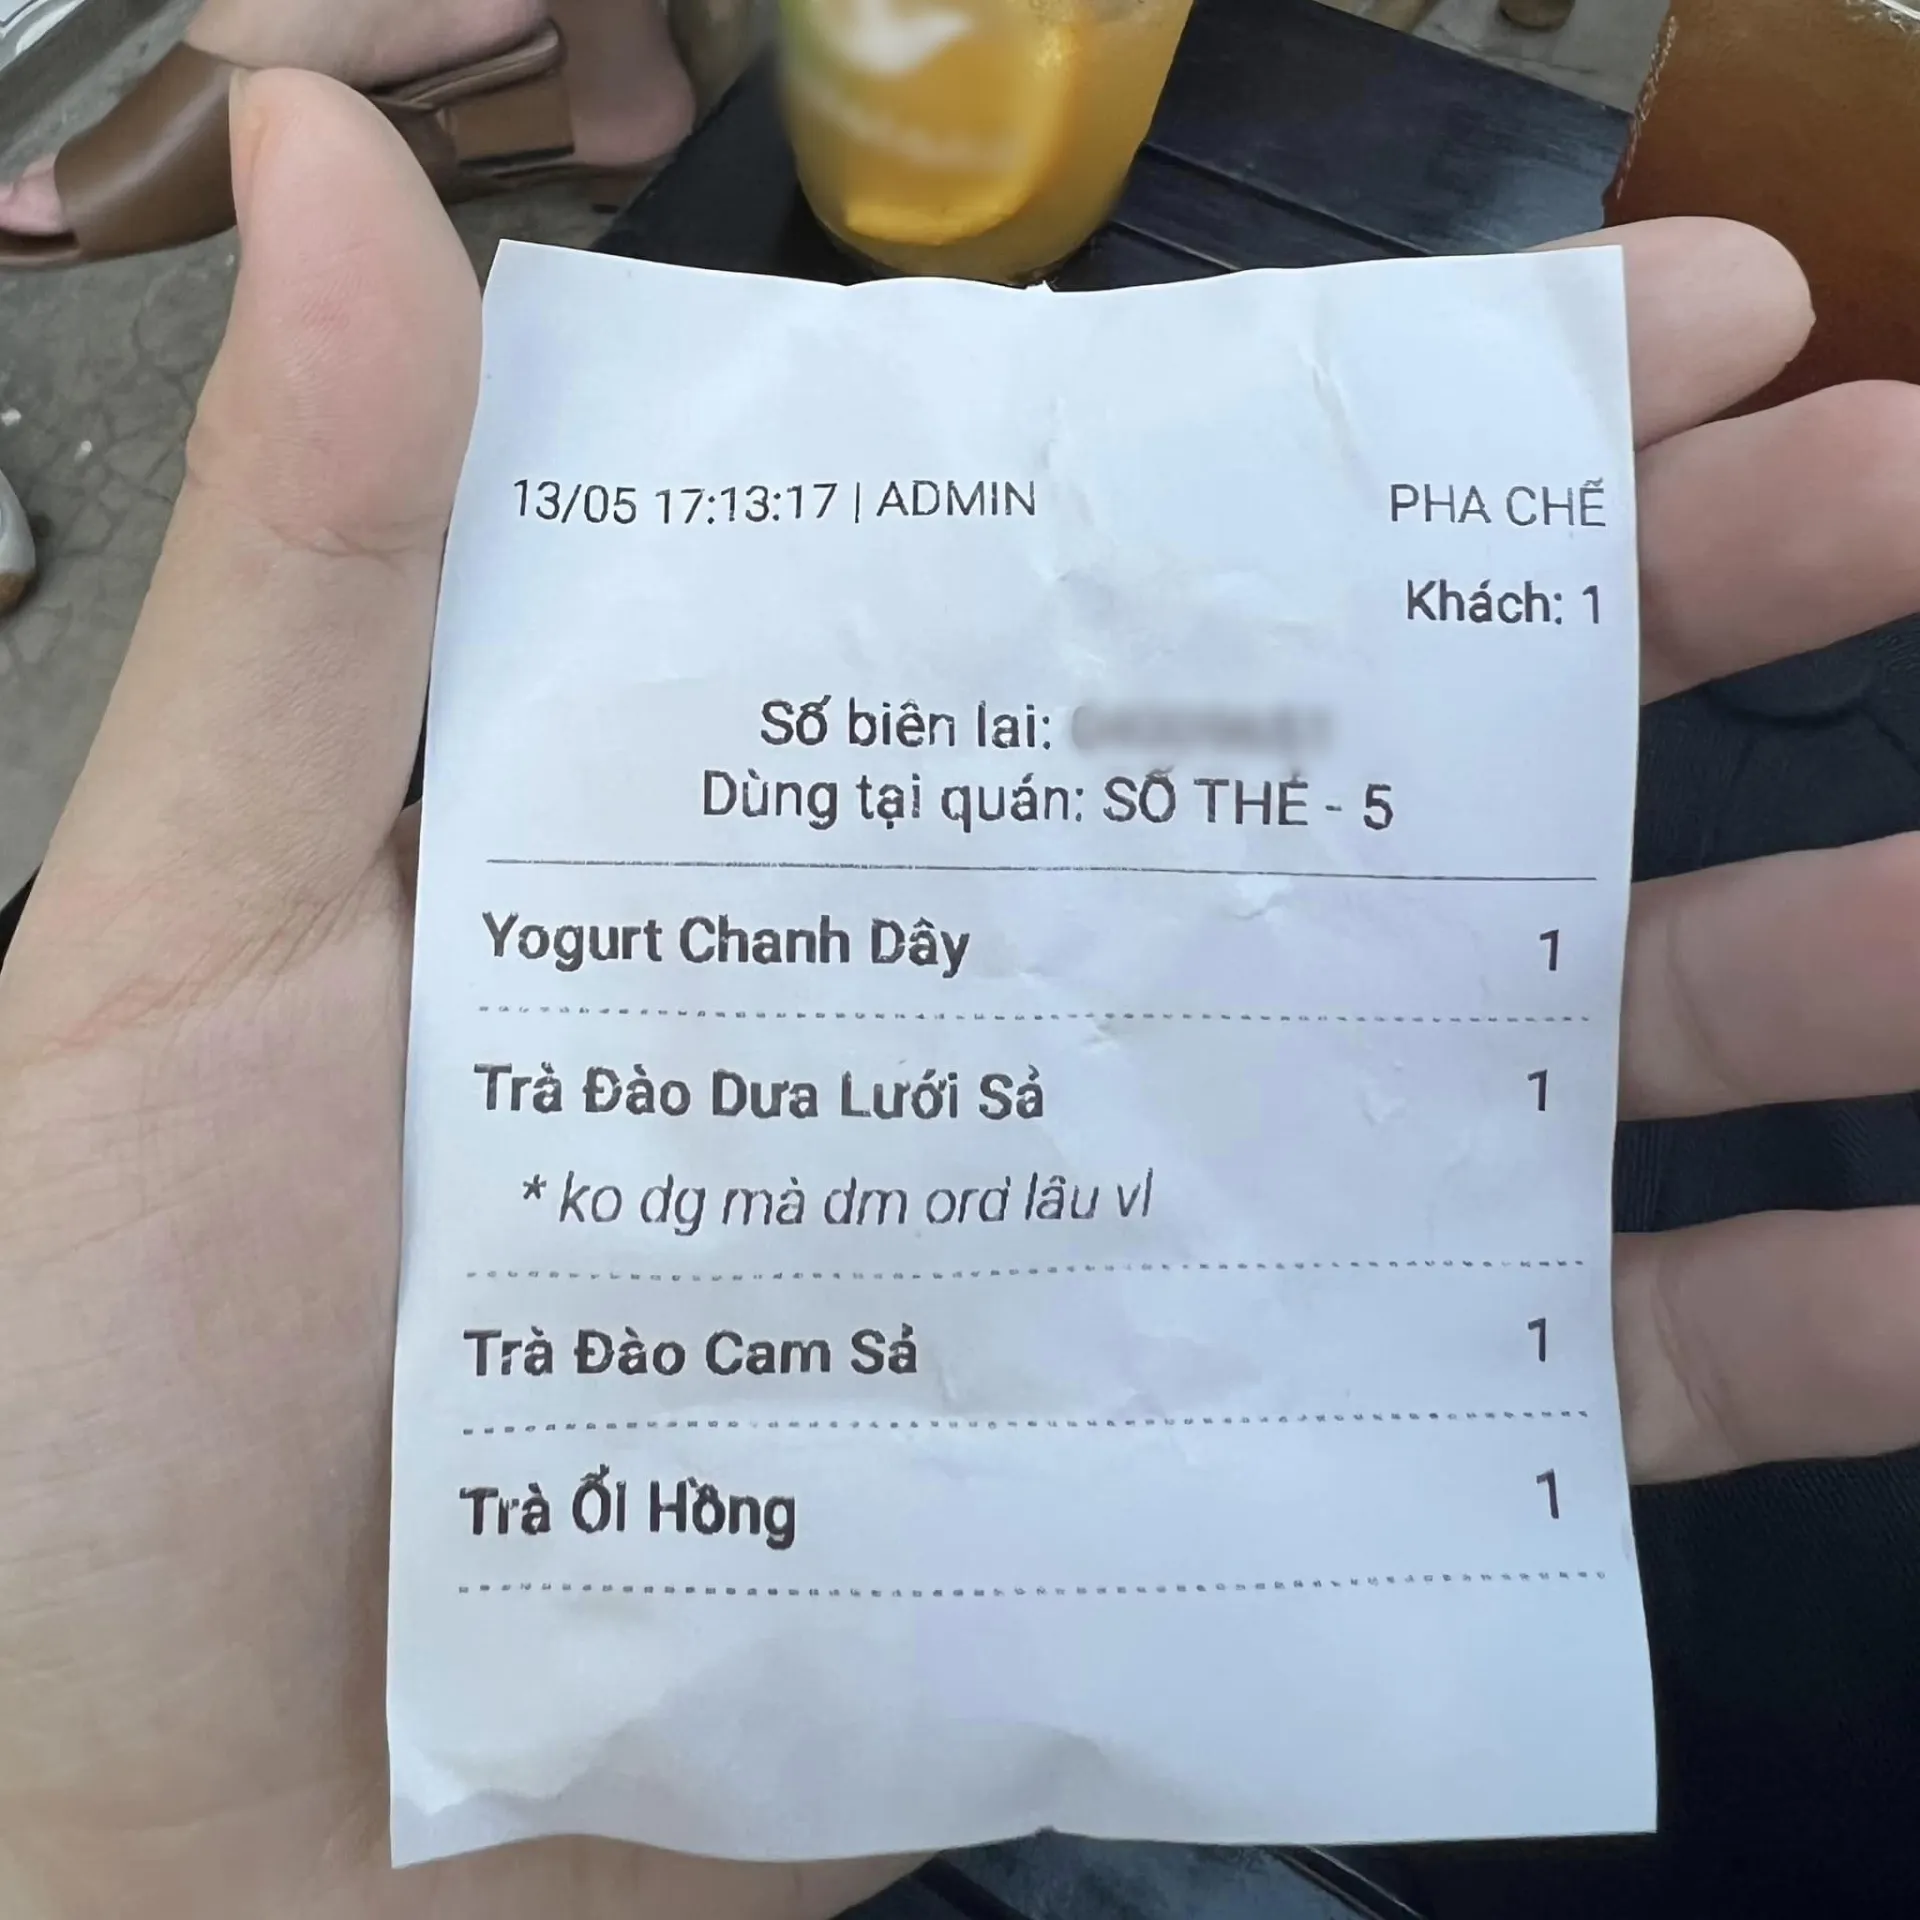 13/05 17:13:17 | ADMIN PHA CHẾ
Khách: 1
Số biên lai:
Dùng tại quán: SỐ THẺ - 5
Yogurt Chanh Dây 1
Trà Đào Dưa Lưới Sả 1
* ko dg mà dm ord lâu vl
Trà Đào Cam Sả 1
Trà Ổi Hồng 1